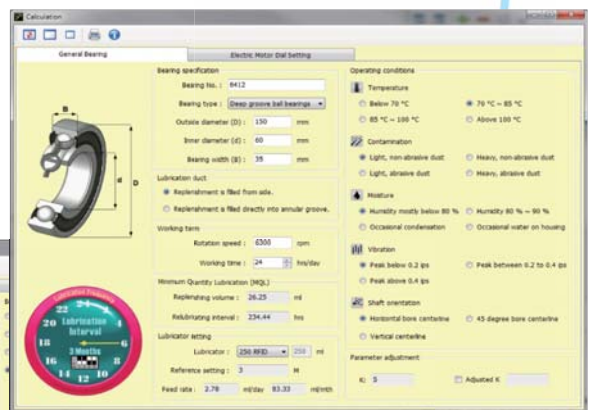 Calculation
General Bearing
Electric Motor Dial Setting
Bearing specification
Bearing No. : 6412
Bearing type : Deep groove ball bearings
Outside diameter (D) : 150 mm
Inner diameter (d) : 60 mm
Bearing width (B) : 35 mm
Lubrication duct
Replenishment is filled from side.
Replenishment is filled directly into annular groove.
Working term
Rotation speed : 6300 rpm
Working time : 24 hrs/day
Minimum Quantity Lubrication (MQL)
Replenishing volume : 26.25 ml
Relubricating interval : 234.44 hrs
Lubricator setting
Lubricator : 250 RFID 250 ml
Reference setting : 3 M
Feed rate : 2.78 ml/day 83.33 ml/mth
Operating conditions
Temperature
Below 70 °C 70 °C ~ 85 °C
85 °C ~ 100 °C Above 100 °C
Contamination
Light, non-abrasive dust Heavy, non-abrasive dust
Light, abrasive dust Heavy, abrasive dust
Moisture
Humidity mostly below 80 % Humidity 80 % ~ 90 %
Occasional condensation Occasional water on housing
Vibration
Peak below 0.2 ips Peak between 0.2 to 0.4 ips
Peak above 0.4 ips
Shaft orientation
Horizontal bore centerline 45 degree bore centerline
Vertical centerline
Parameter adjustment
K: 5 Adjusted K
B
d
D
Lubrication Frequency
24
22
20
18
16
14
12
10
6
4
Lubrication
Interval
3 Months